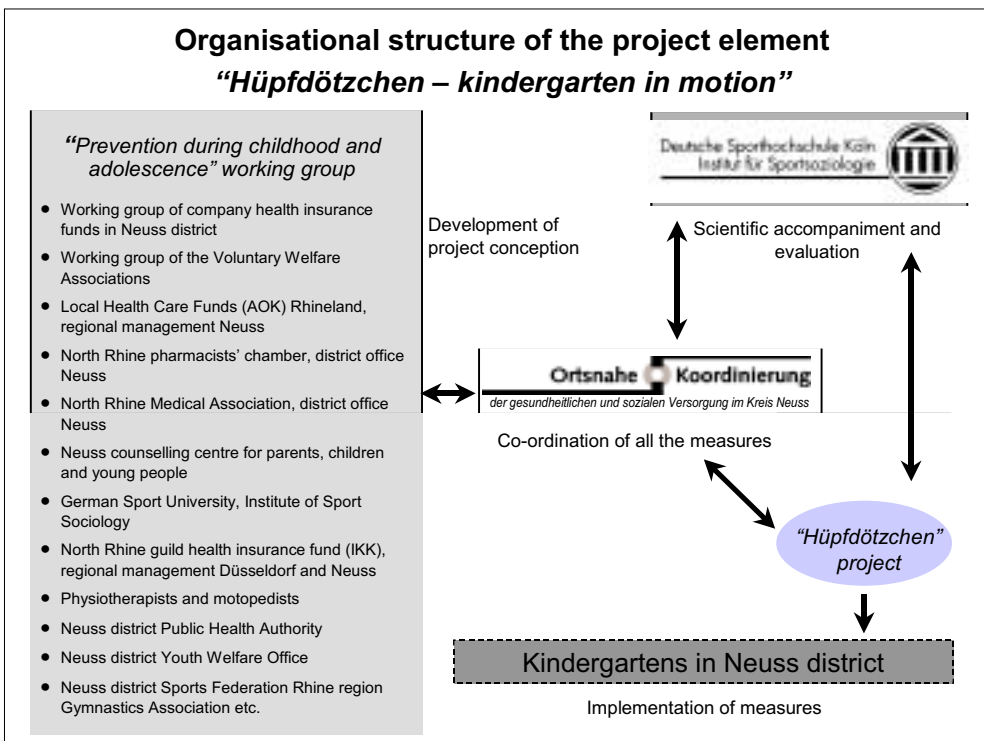 Organisational structure of the project element
“Hüpfdötzchen – kindergarten in motion”
“Prevention during childhood and
adolescence” working group
• Working group of company health insurance
funds in Neuss district
• Working group of the Voluntary Welfare
Associations
• Local Health Care Funds (AOK) Rhineland,
regional management Neuss
• North Rhine pharmacists’ chamber, district office
Neuss
• North Rhine Medical Association, district office
Neuss
• Neuss counselling centre for parents, children
and young people
• German Sport University, Institute of Sport
Sociology
• North Rhine guild health insurance fund (IKK),
regional management Düsseldorf and Neuss
• Physiotherapists and motopedists
• Neuss district Public Health Authority
• Neuss district Youth Welfare Office
• Neuss district Sports Federation Rhine region
Gymnastics Association etc.
Development of
project conception
Deutsche Sporthochschule Köln
Institut für Sportsoziologie
Scientific accompaniment and
evaluation
Ortsnahe Koordinierung
der gesundheitlichen und sozialen Versorgung im Kreis Neuss
Co-ordination of all the measures
“Hüpfdötzchen”
project
Kindergartens in Neuss district
Implementation of measures